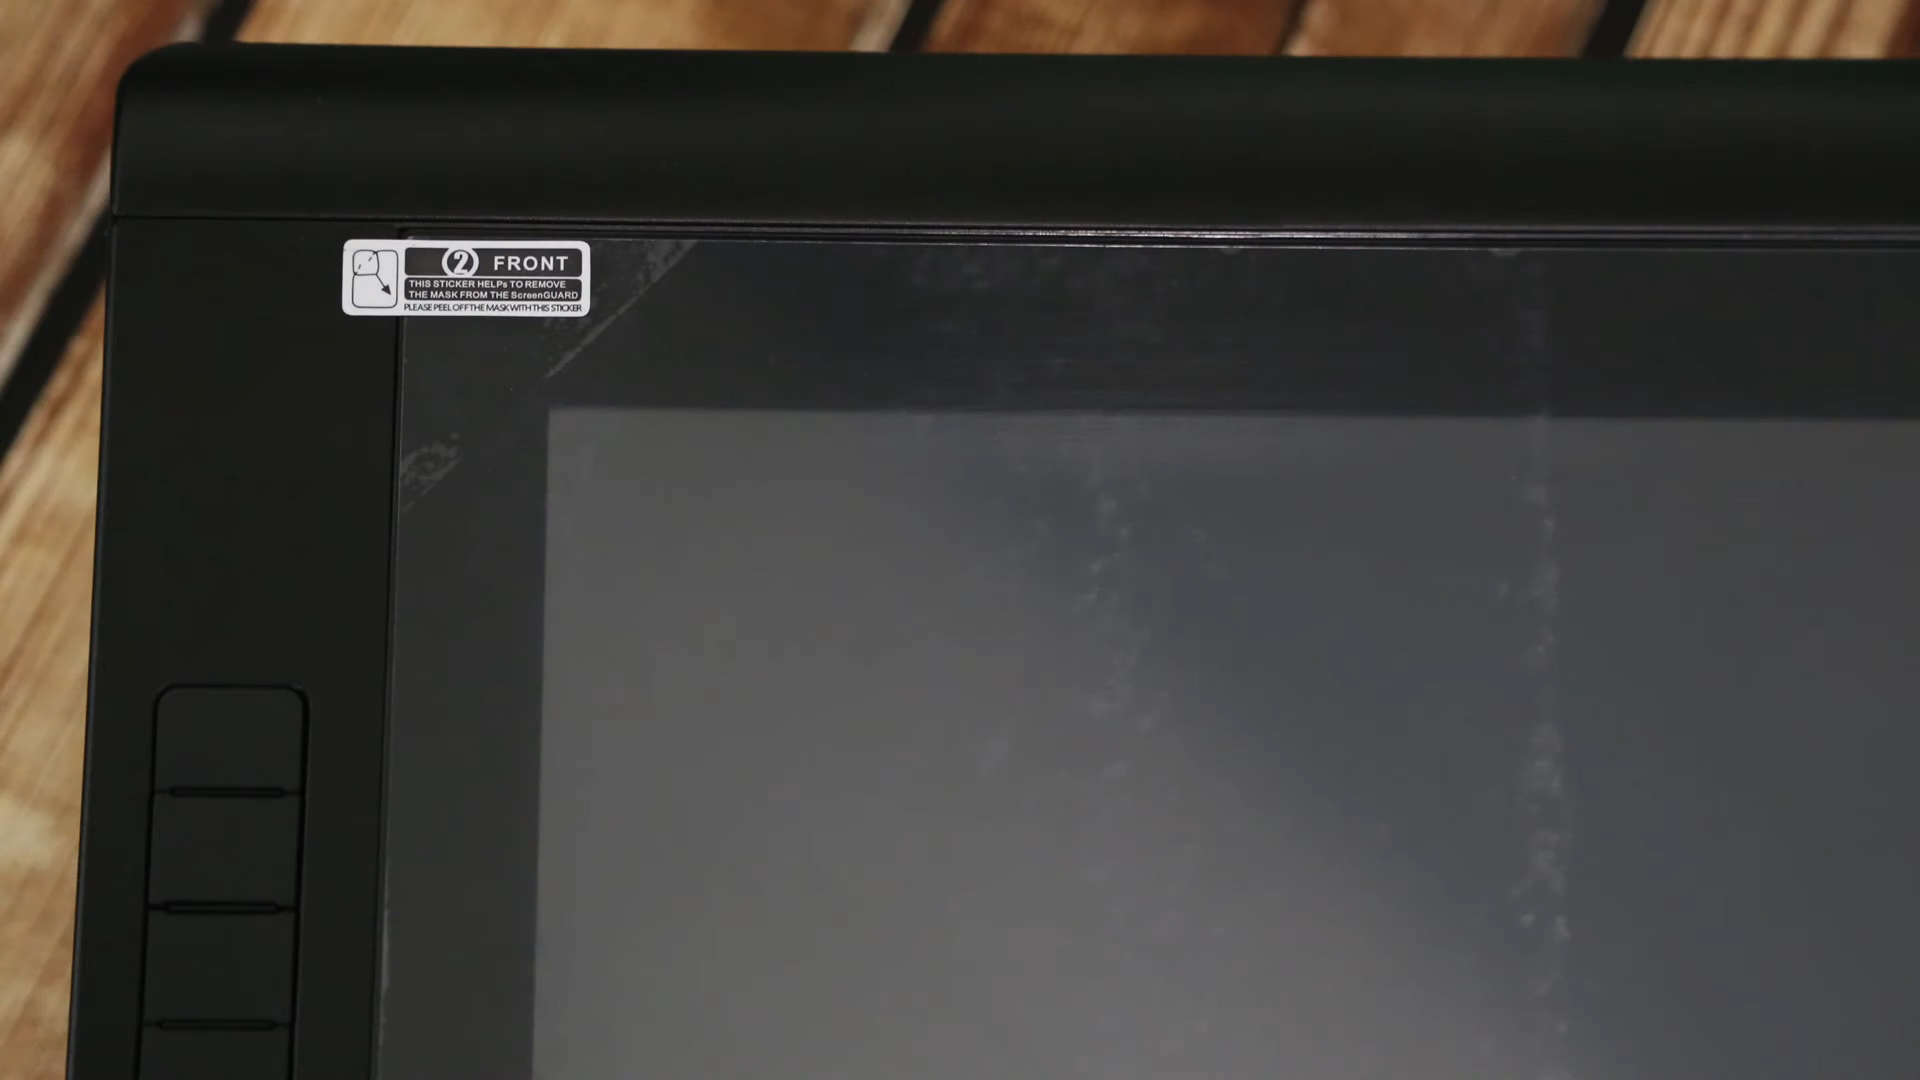 2 FRONT
THIS STICKER HELPs TO REMOVE
THE MASK FROM THE ScreenGUARD
PLEASE PEEL OFF THE MASK WITH THIS STICKER